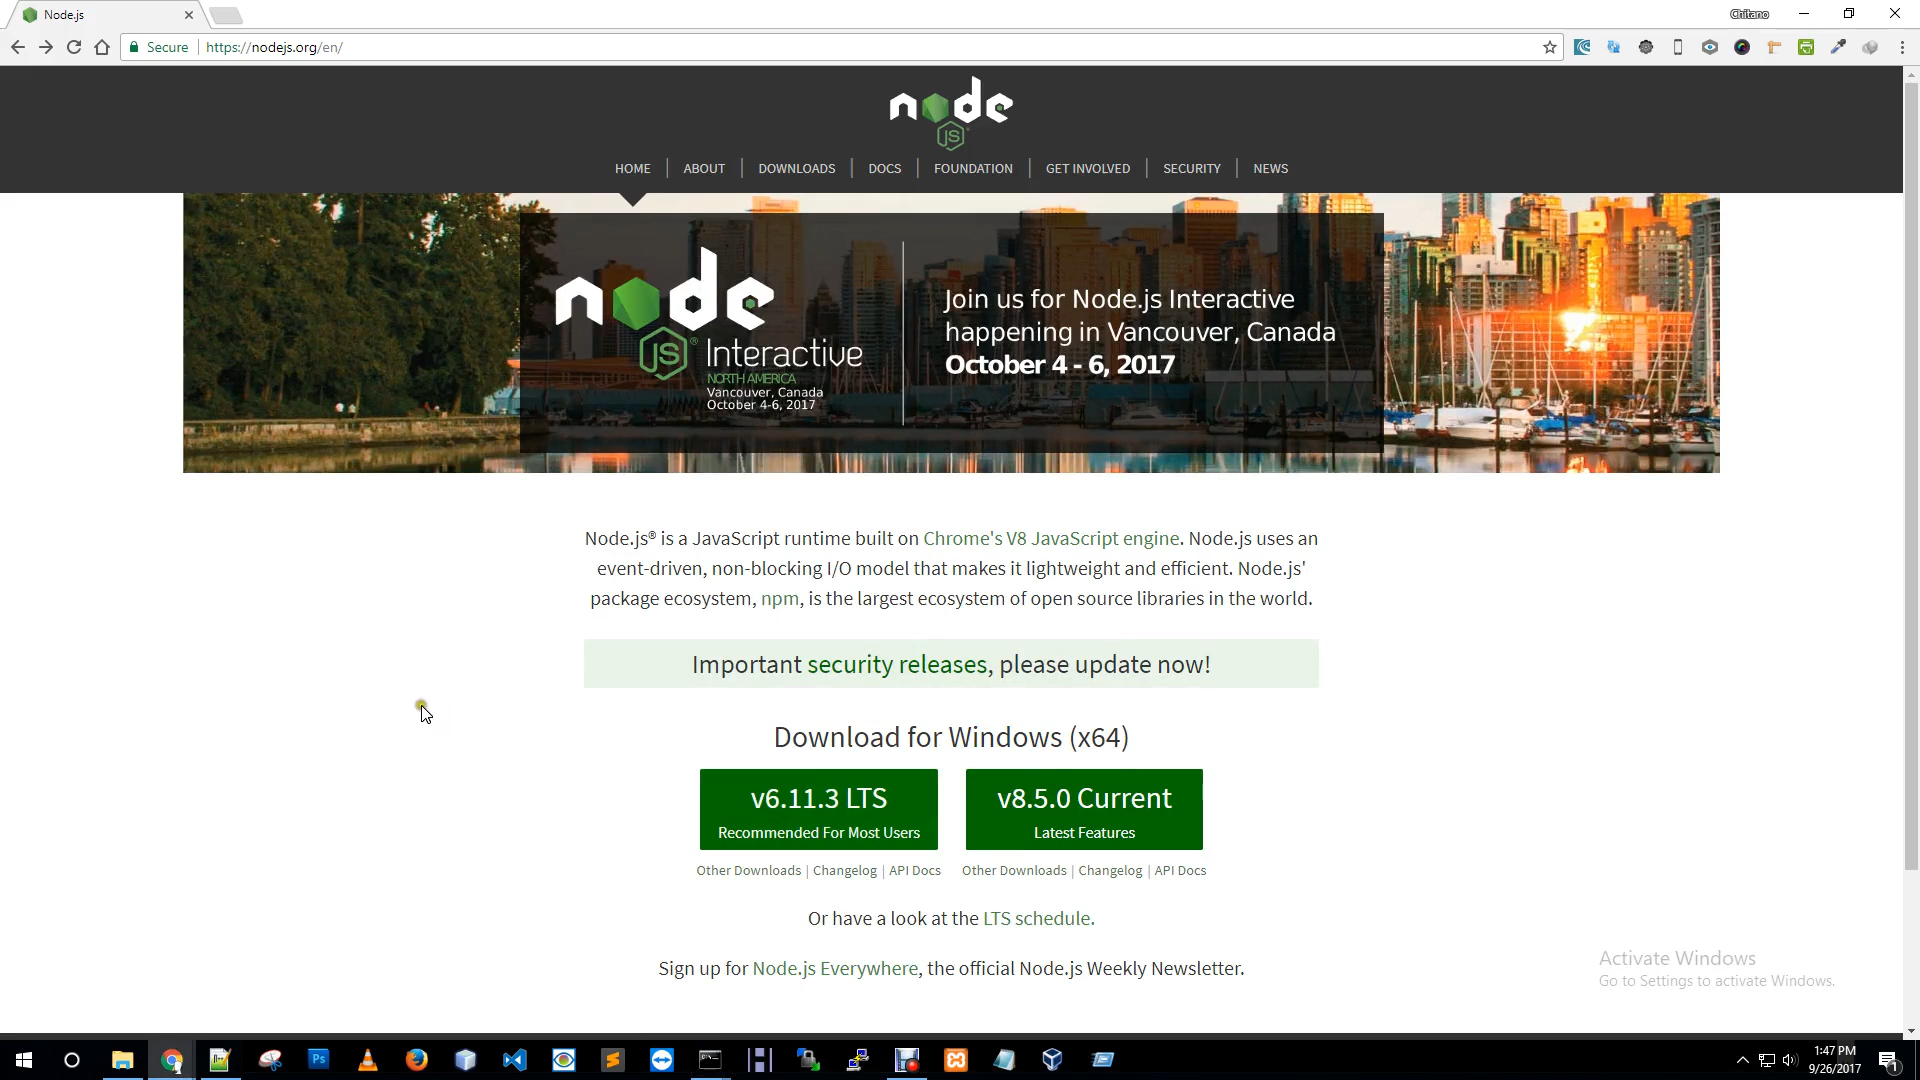 Node.js
Chitano
Secure
https://nodejs.org/en/
node
JS
HOME
ABOUT
DOWNLOADS
DOCS
FOUNDATION
GET INVOLVED
SECURITY
NEWS
node
JS ® Interactive
NORTH AMERICA
Vancouver, Canada
October 4-6, 2017
Join us for Node.js Interactive
happening in Vancouver, Canada
October 4 - 6, 2017
Node.js® is a JavaScript runtime built on Chrome's V8 JavaScript engine. Node.js uses an
event-driven, non-blocking I/O model that makes it lightweight and efficient. Node.js'
package ecosystem, npm, is the largest ecosystem of open source libraries in the world.
Important security releases, please update now!
Download for Windows (x64)
v6.11.3 LTS
Recommended For Most Users
v8.5.0 Current
Latest Features
Other Downloads | Changelog | API Docs
Other Downloads | Changelog | API Docs
Or have a look at the LTS schedule.
Sign up for Node.js Everywhere, the official Node.js Weekly Newsletter.
Activate Windows
Go to Settings to activate Windows.
Ps
1:47 PM
9/26/2017
1